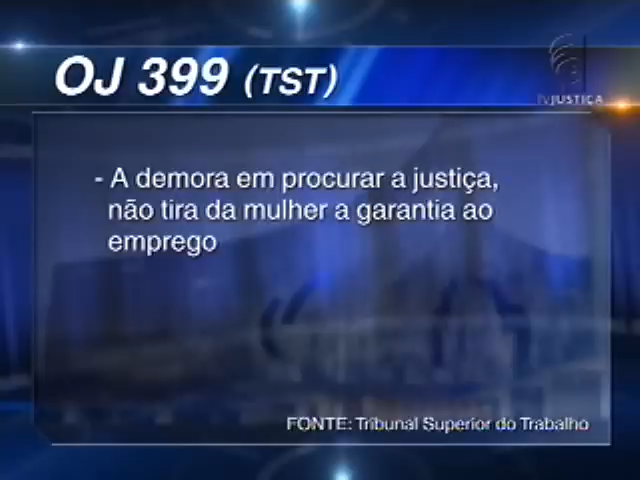 OJ 399 (TST)
TVJUSTIÇA
- A demora em procurar a justiça,
não tira da mulher a garantia ao
emprego
FONTE: Tribunal Superior do Trabalho